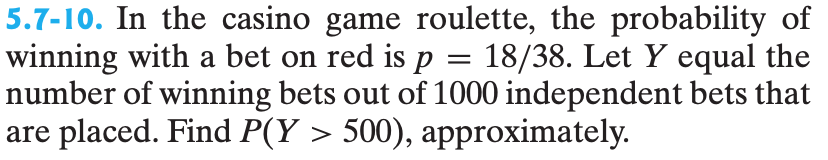 5.7-10. In the casino game roulette, the probability of
winning with a bet on red is p = 18/38. Let Y equal the
number of winning bets out of 1000 independent bets that
are placed. Find P(Y > 500), approximately.